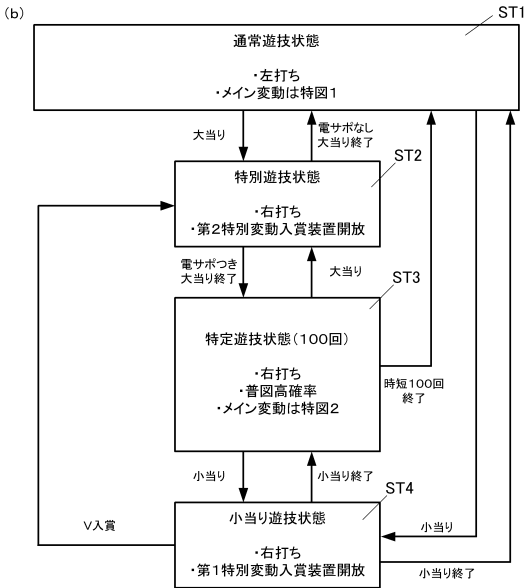 (b)
ST1
通常遊技状態
・左打ち
・メイン変動は特図１
大当り
電サポなし
大当り終了
ST2
特別遊技状態
・右打ち
・第２特別変動入賞装置開放
電サポつき
大当り終了
大当り
ST3
特定遊技状態(１００回)
・右打ち
・普図高確率
・メイン変動は特図２
時短１００回
終了
小当り
小当り終了
ST4
小当り遊技状態
・右打ち
・第１特別変動入賞装置開放
V入賞
小当り
小当り終了